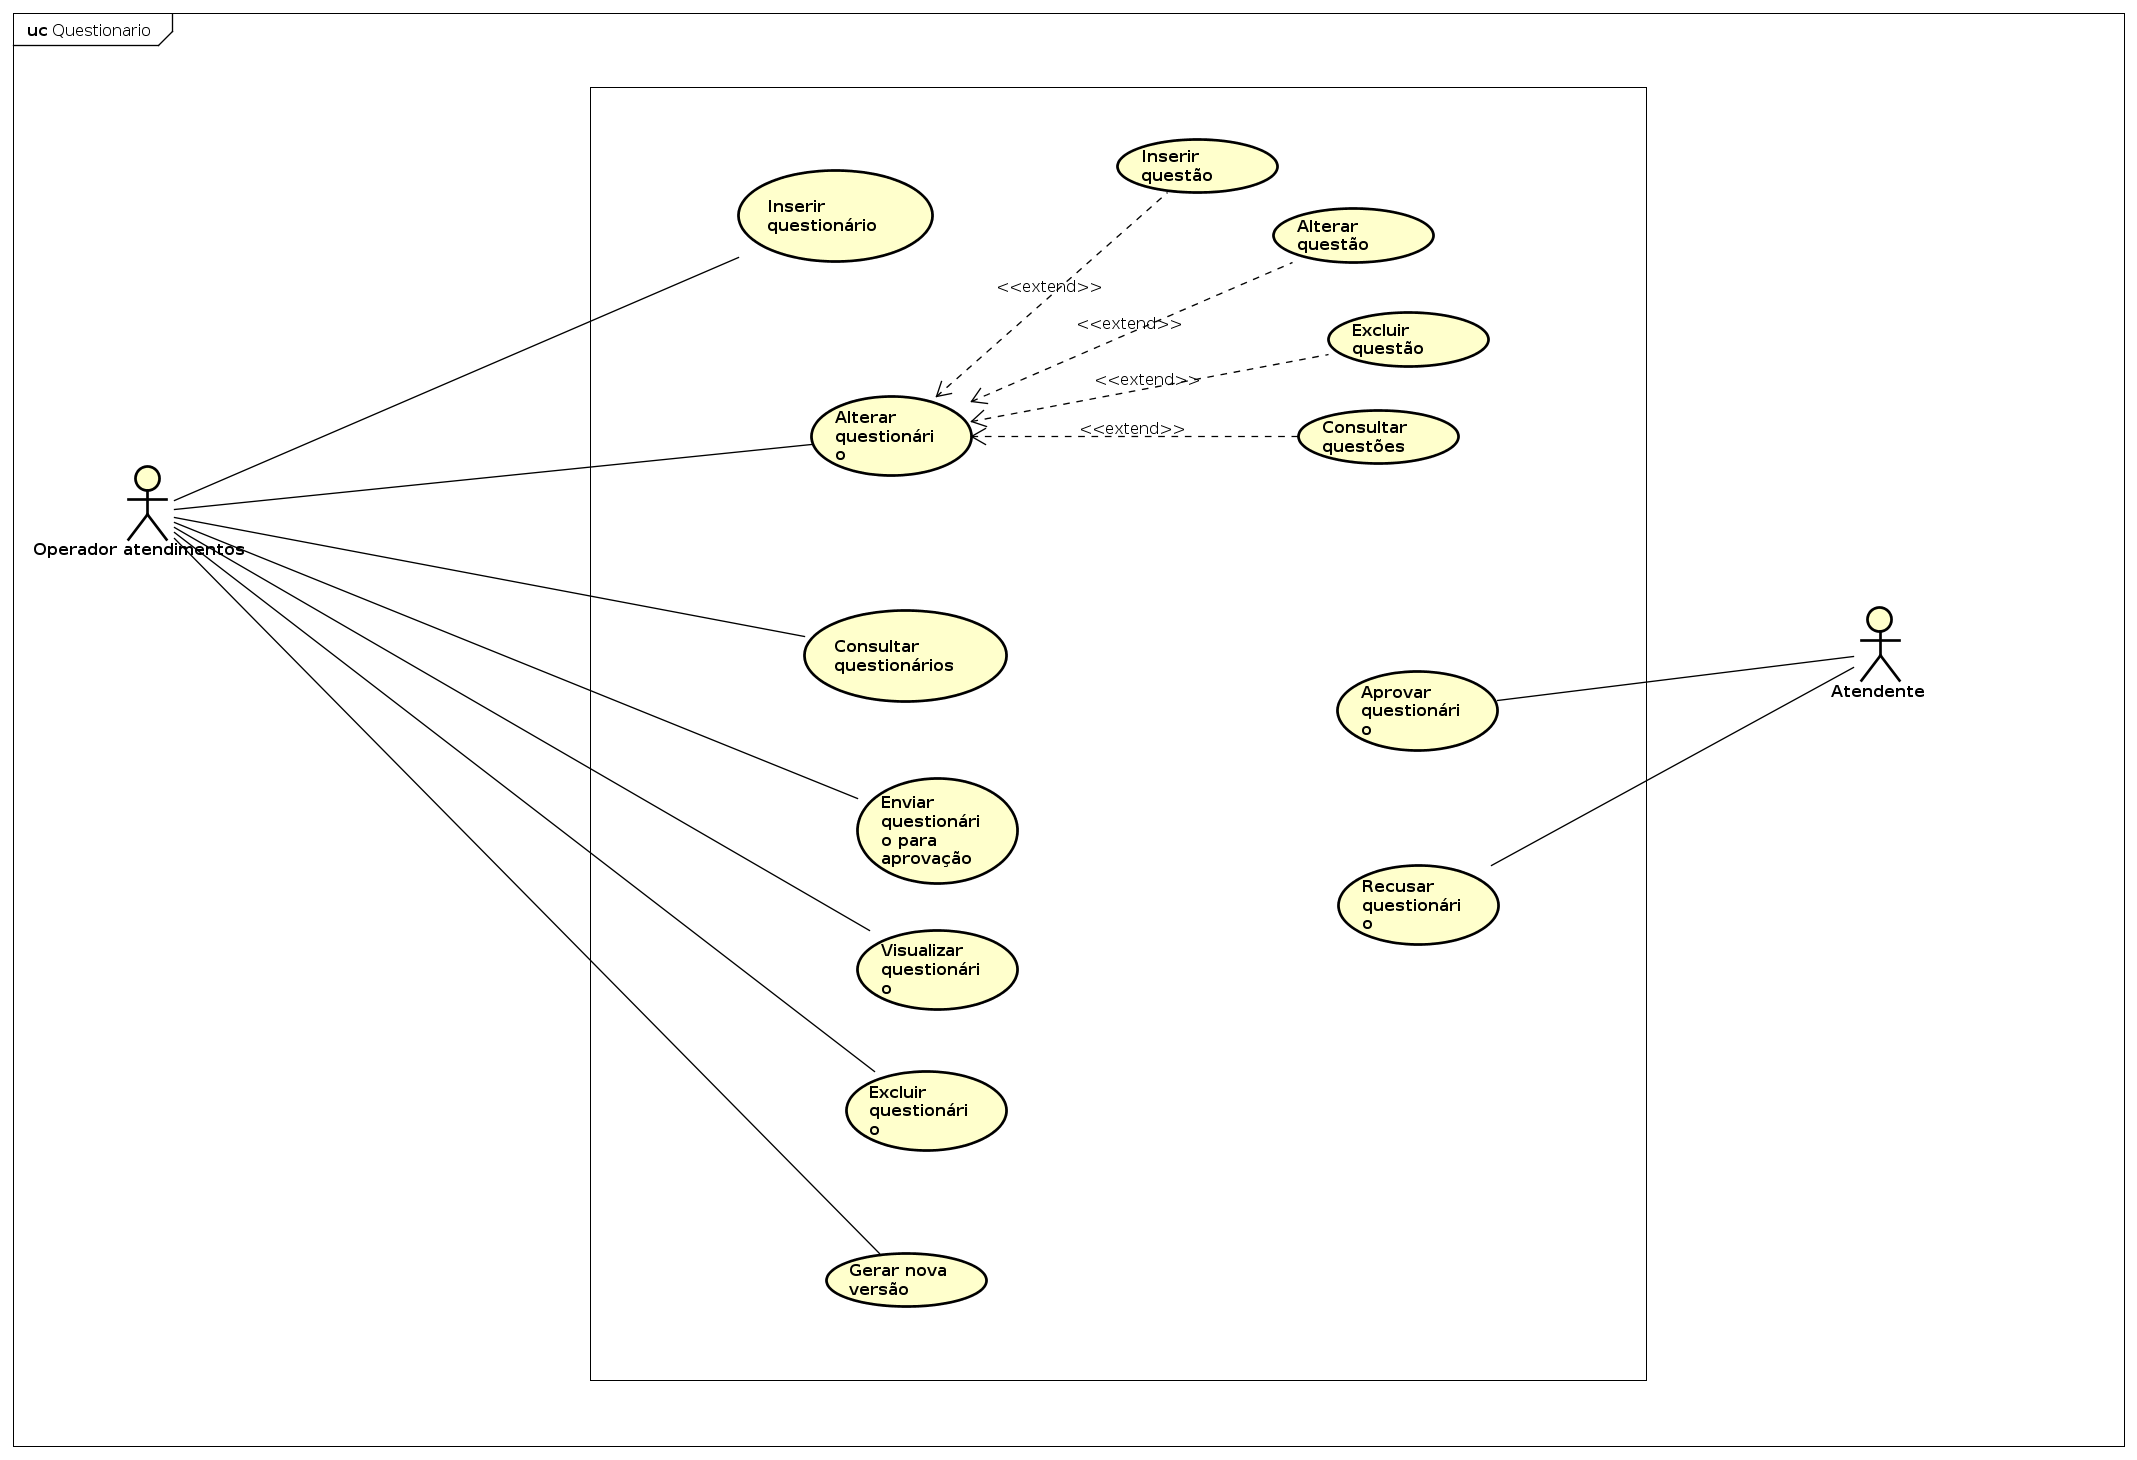 uc Questionario
Inserir
questão
Inserir
questionário
Alterar
questão
<<extend>>
<<extend>>
Excluir
questão
<<extend>>
Alterar
questionári
o
<<extend>>
Consultar
questões
Operador atendimentos
Consultar
questionários
Aprovar
questionári
o
Atendente
Enviar
questionári
o para
aprovação
Recusar
questionári
o
Visualizar
questionári
o
Excluir
questionári
o
Gerar nova
versão